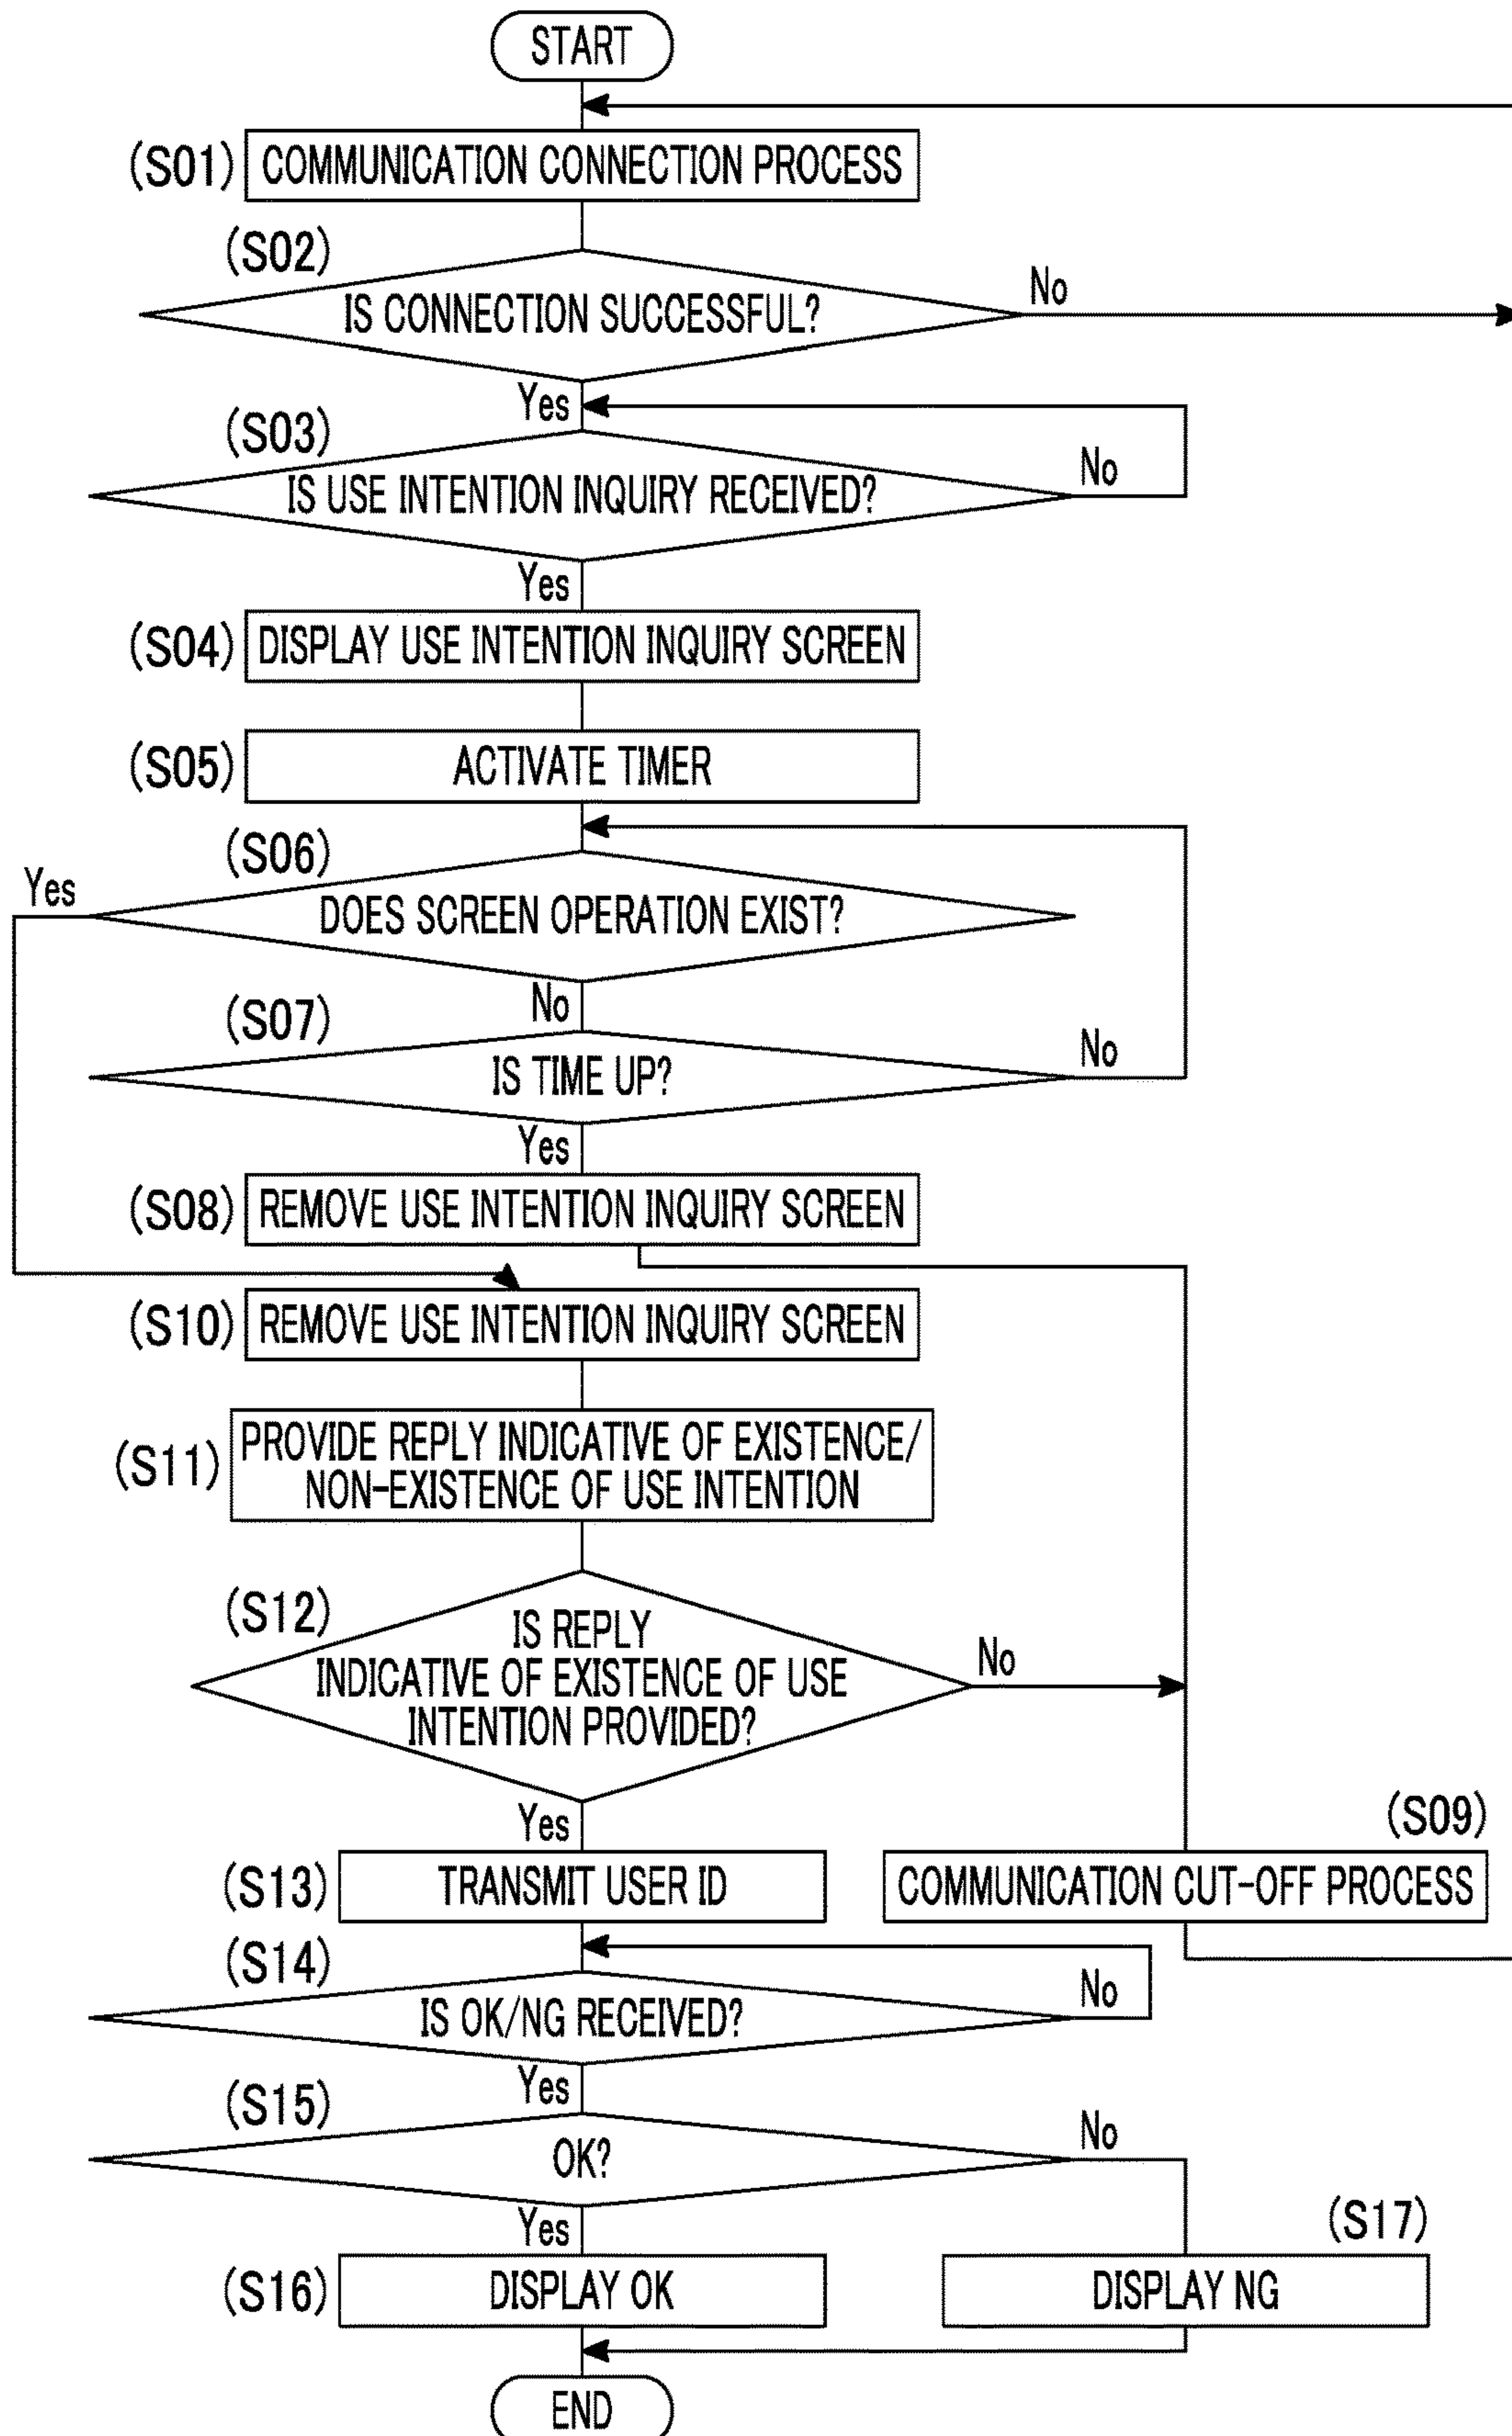 START
(S01) COMMUNICATION CONNECTION PROCESS
(S02)
IS CONNECTION SUCCESSFUL?
No
Yes
(S03)
IS USE INTENTION INQUIRY RECEIVED?
No
Yes
(S04) DISPLAY USE INTENTION INQUIRY SCREEN
(S05) ACTIVATE TIMER
(S06)
Yes
DOES SCREEN OPERATION EXIST?
No
(S07)
IS TIME UP?
No
Yes
(S08) REMOVE USE INTENTION INQUIRY SCREEN
(S10) REMOVE USE INTENTION INQUIRY SCREEN
(S11)
PROVIDE REPLY INDICATIVE OF EXISTENCE/
NON-EXISTENCE OF USE INTENTION
(S12)
IS REPLY
INDICATIVE OF EXISTENCE OF USE
INTENTION PROVIDED?
No
Yes
(S09)
(S13) TRANSMIT USER ID
COMMUNICATION CUT-OFF PROCESS
(S14)
IS OK/NG RECEIVED?
No
Yes
(S15)
OK?
No
Yes
(S17)
(S16) DISPLAY OK
DISPLAY NG
END